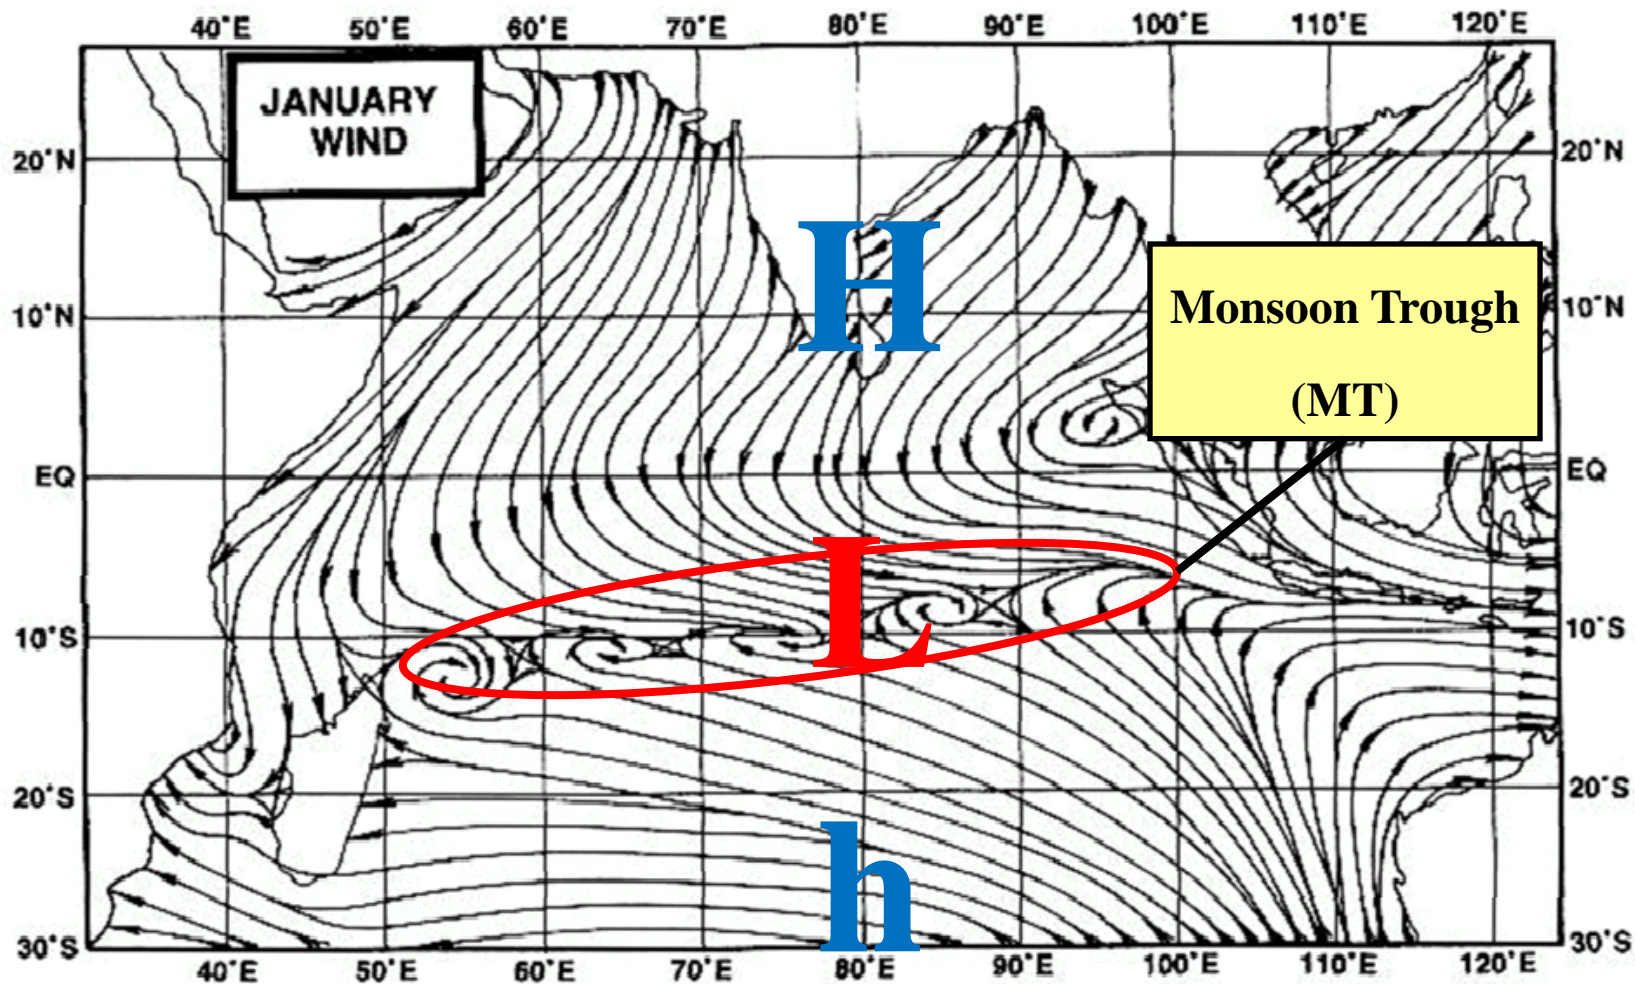 40°E 50°E 60°E 70°E 80°E 90°E 100°E 110°E 120°E
JANUARY
WIND
20°N 20°N
H
Monsoon Trough
(MT)
10°N 10°N
EQ EQ
L
10°S 10°S
20°S 20°S
h
30°S 30°S
40°E 50°E 60°E 70°E 80°E 90°E 100°E 110°E 120°E